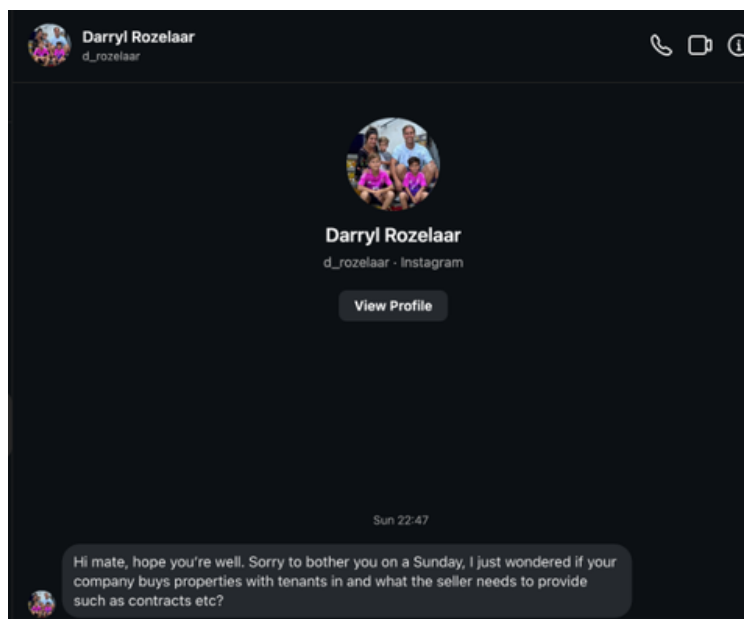 Darryl Rozelaar
d_rozelaar
Darryl Rozelaar
d_rozelaar · Instagram
View Profile
Sun 22:47
Hi mate, hope you're well. Sorry to bother you on a Sunday, I just wondered if your
company buys properties with tenants in and what the seller needs to provide
such as contracts etc?